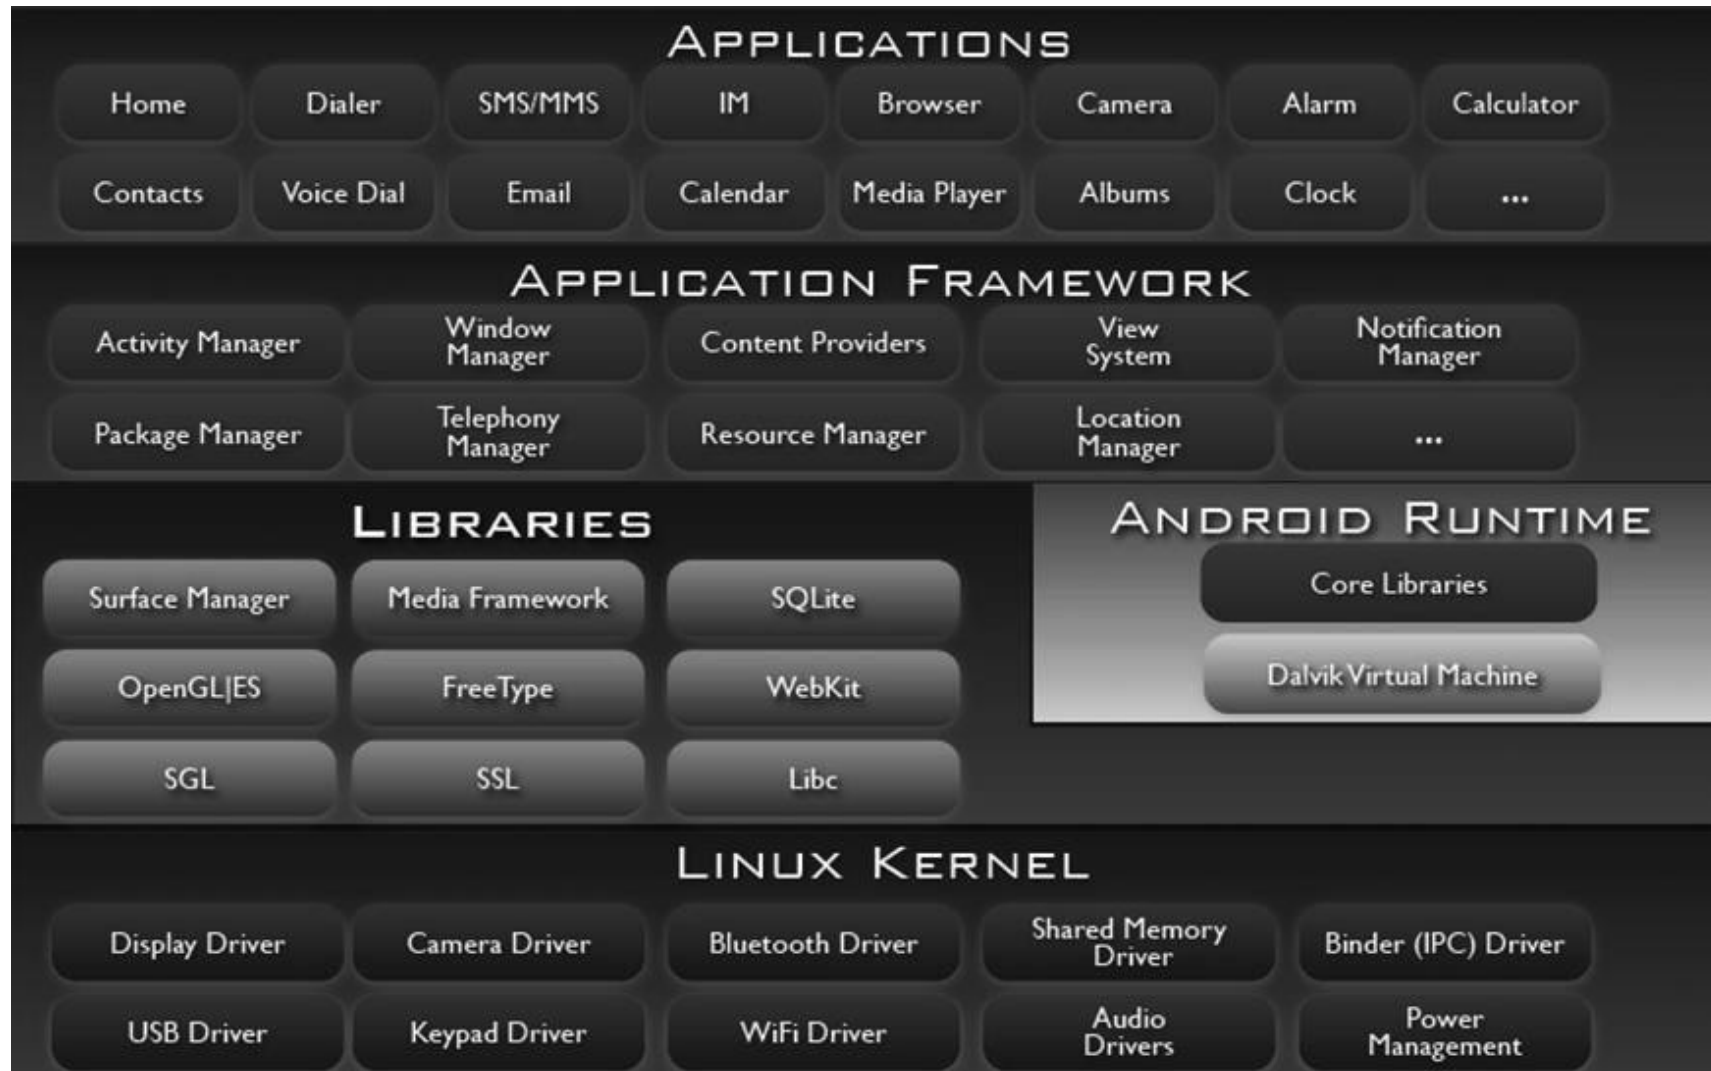 APPLICATIONS
Home Dialer SMS/MMS IM Browser Camera Alarm Calculator
Contacts Voice Dial Email Calendar Media Player Albums Clock ...
APPLICATION FRAMEWORK
Activity Manager
Window
Manager
Content Providers
View
System
Notification
Manager
Package Manager
Telephony
Manager
Resource Manager
Location
Manager
...
LIBRARIES
Surface Manager Media Framework SQLite
OpenGL|ES FreeType WebKit
SGL SSL Libc
ANDROID RUNTIME
Core Libraries
Dalvik Virtual Machine
LINUX KERNEL
Display Driver
Camera Driver
Bluetooth Driver
Shared Memory
Driver
Binder (IPC) Driver
USB Driver
Keypad Driver
WiFi Driver
Audio
Drivers
Power
Management